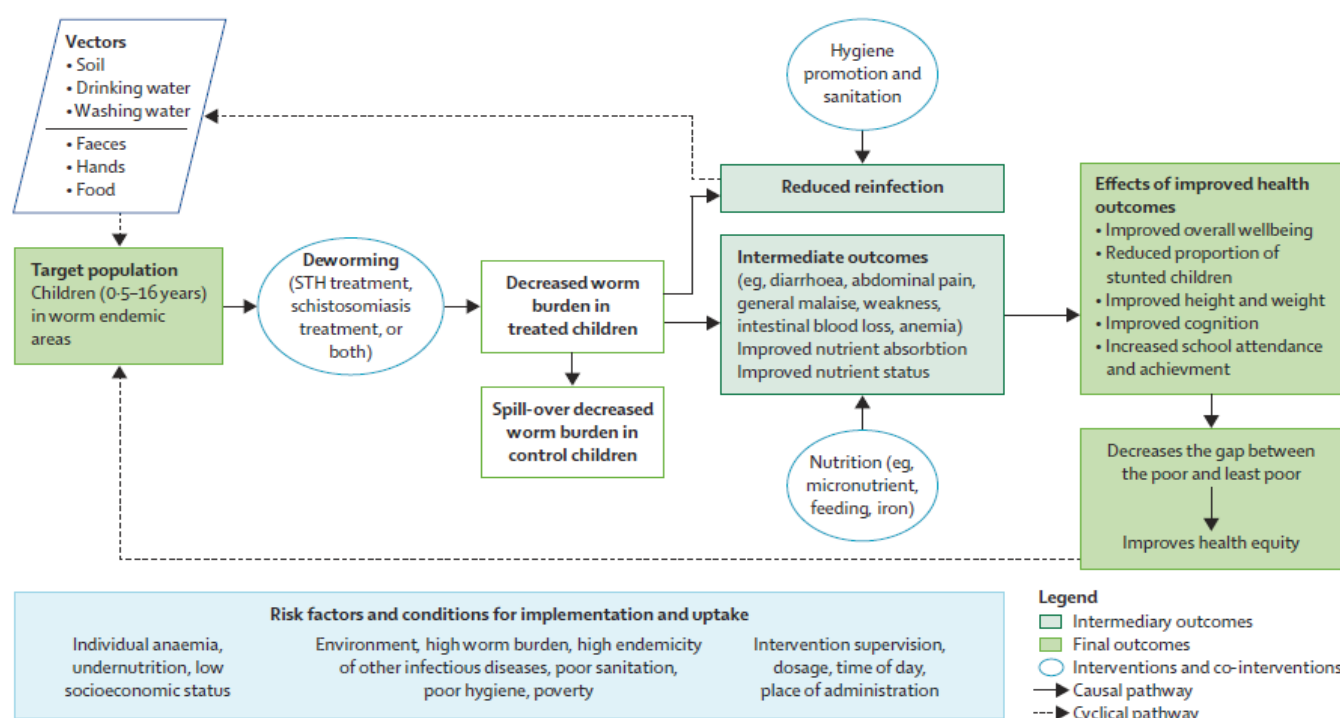 Vectors
• Soil
• Drinking water
• Washing water
• Faeces
• Hands
• Food
Target population
Children (0·5–16 years)
in worm endemic
areas
Deworming
(STH treatment,
schistosomiasis
treatment, or
both)
Decreased worm
burden in
treated children
Spill-over decreased
worm burden in
control children
Hygiene
promotion and
sanitation
Reduced reinfection
Intermediate outcomes
(eg, diarrhoea, abdominal pain,
general malaise, weakness,
intestinal blood loss, anemia)
Improved nutrient absorbtion
Improved nutrient status
Nutrition (eg,
micronutrient,
feeding, iron)
Effects of improved health
outcomes
• Improved overall wellbeing
• Reduced proportion of
stunted children
• Improved height and weight
• Improved cognition
• Increased school attendance
and achievment
Decreases the gap between
the poor and least poor
Improves health equity
Risk factors and conditions for implementation and uptake
Individual anaemia,
undernutrition, low
socioeconomic status
Environment, high worm burden, high endemicity
of other infectious diseases, poor sanitation,
poor hygiene, poverty
Intervention supervision,
dosage, time of day,
place of administration
Legend
Intermediary outcomes
Final outcomes
Interventions and co-interventions
Causal pathway
Cyclical pathway